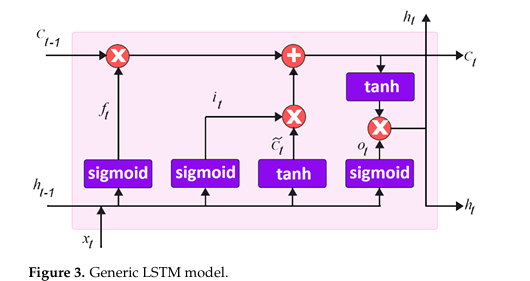 h_t
C_{t-1}
C_t
tanh
f_t
i_t
C̃_t
o_t
sigmoid sigmoid tanh sigmoid
h_{t-1}
h_t
x_t
Figure 3. Generic LSTM model.